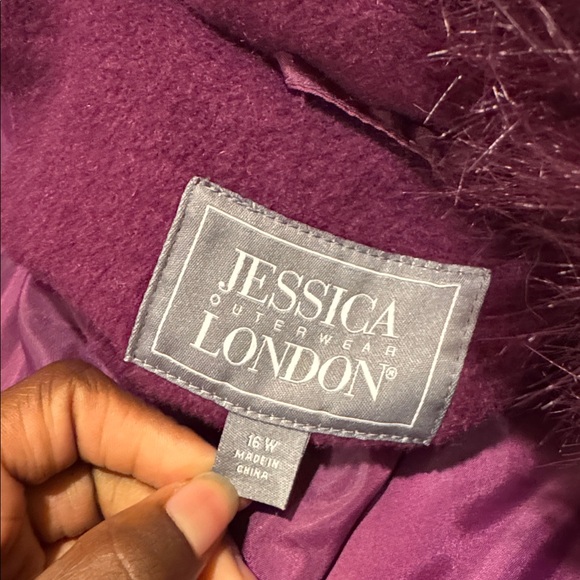 JESSICA
OUTERWEAR
LONDON®
16 W
MADE IN
CHINA